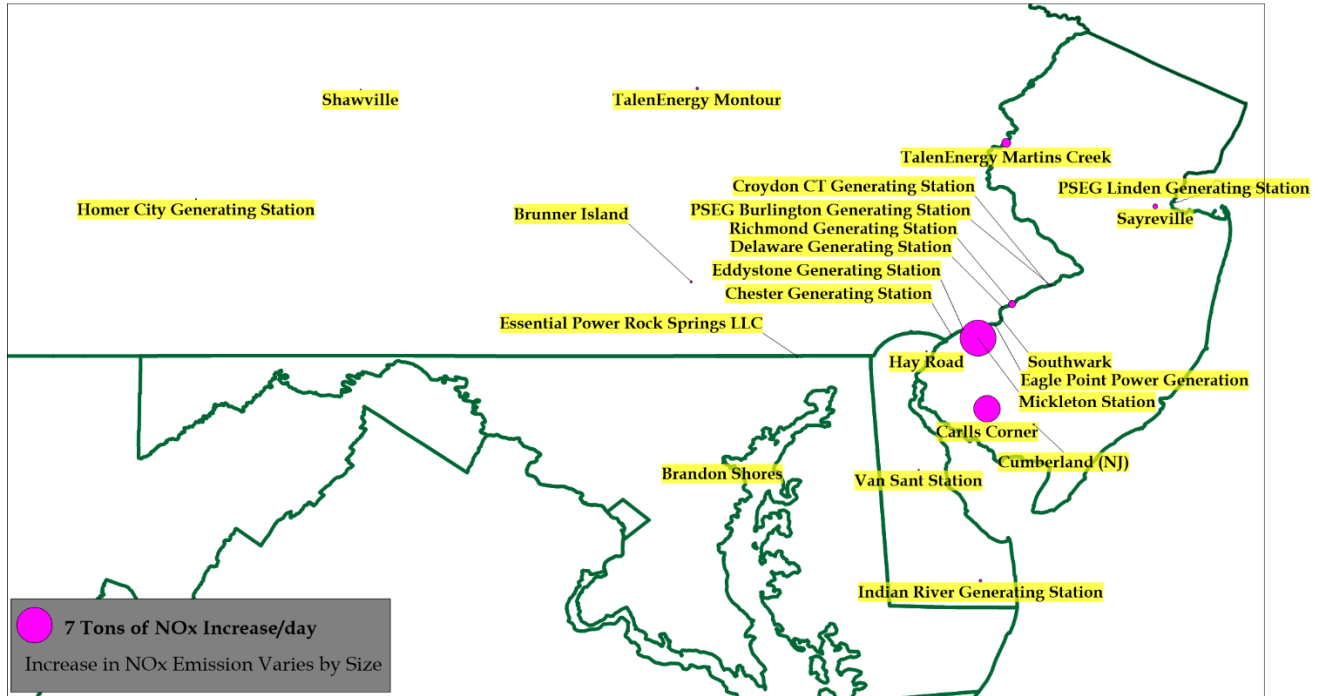 Shawville
TalenEnergy Montour
TalenEnergy Martins Creek
Croydon CT Generating Station
PSEG Linden Generating Station
Homer City Generating Station
Brunner Island
PSEG Burlington Generating Station
Sayreville
Richmond Generating Station
Delaware Generating Station
Eddystone Generating Station
Chester Generating Station
Essential Power Rock Springs LLC
Hay Road
Southwark
Eagle Point Power Generation
Mickleton Station
Carlls Corner
Cumberland (NJ)
Brandon Shores
Van Sant Station
Indian River Generating Station
7 Tons of NOx Increase/day
Increase in NOx Emission Varies by Size